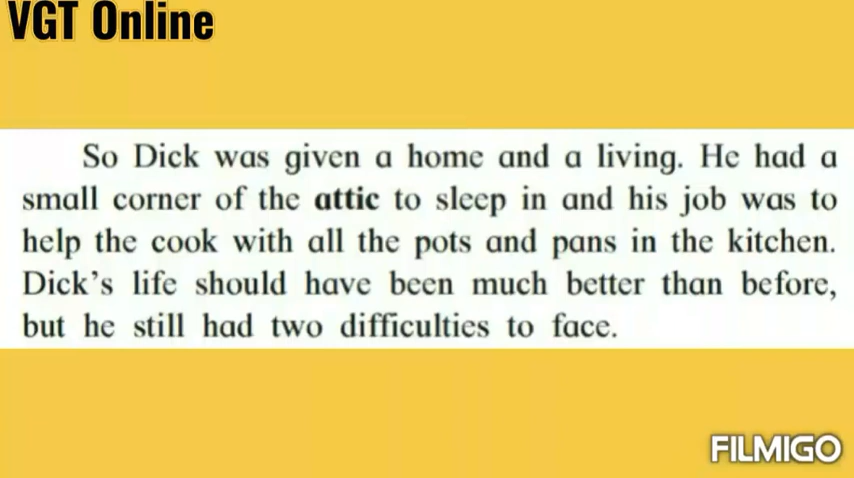 VGT Online
So Dick was given a home and a living. He had a
small corner of the attic to sleep in and his job was to
help the cook with all the pots and pans in the kitchen.
Dick's life should have been much better than before,
but he still had two difficulties to face.
FILMIGO